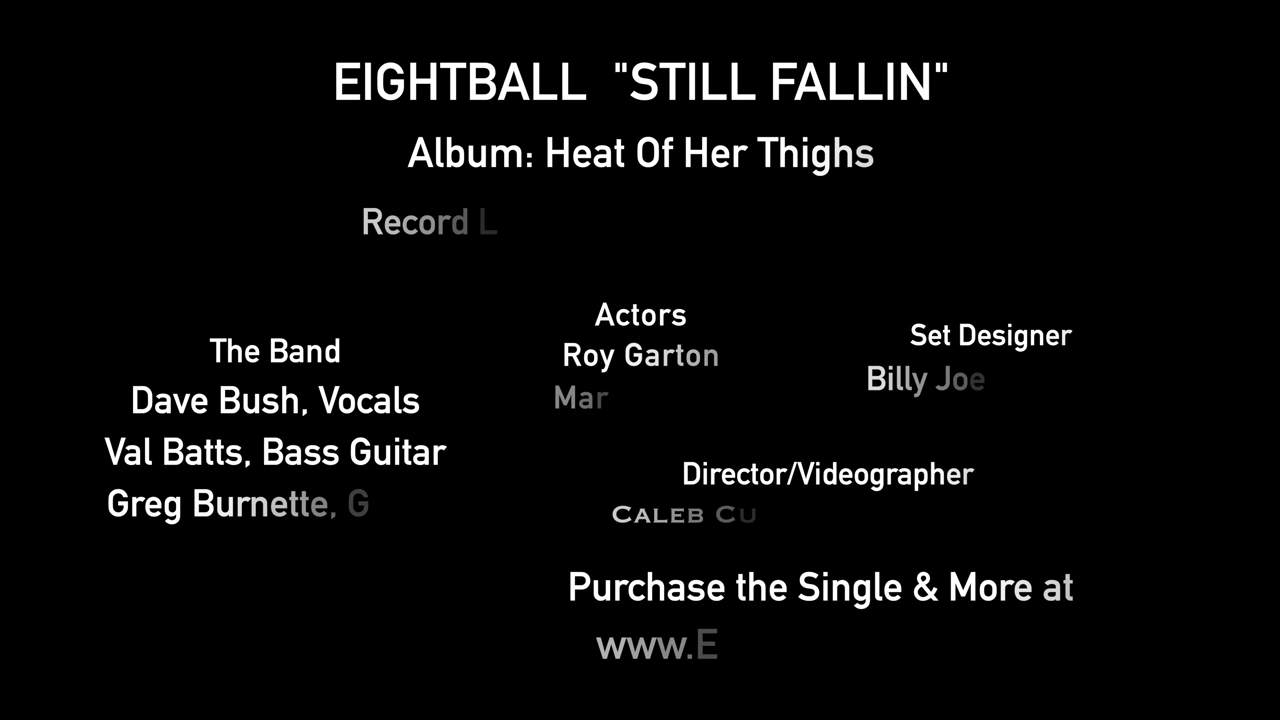 EIGHTBALL "STILL FALLIN"
Album: Heat Of Her Thighs
Record L
The Band
Dave Bush, Vocals
Val Batts, Bass Guitar
Greg Burnette, G
Actors
Roy Garton
Mar
Set Designer
Billy Joe
Director/Videographer
CALEB CU
Purchase the Single & More at
www.E